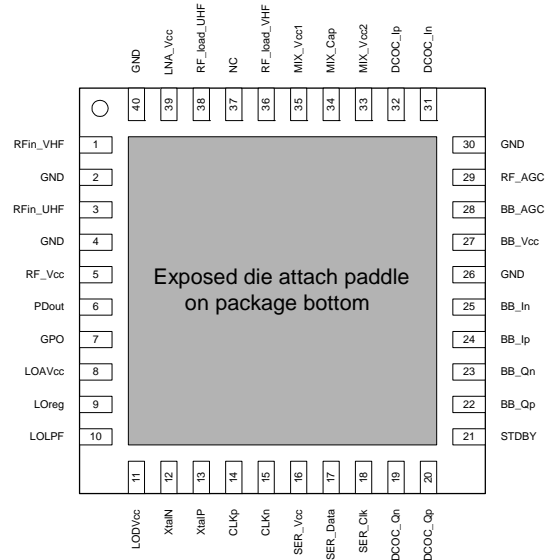 GND
LNA_Vcc
RF_load_UHF
NC
RF_load_VHF
MIX_Vcc1
MIX_Cap
MIX_Vcc2
DCOC_Ip
DCOC_In
40
39
38
37
36
35
34
33
32
31
RFin_VHF 1
GND 2
RFin_UHF 3
GND 4
RF_Vcc 5
PDout 6
GPO 7
LOAVcc 8
LOreg 9
LOLPF 10
Exposed die attach paddle
on package bottom
30 GND
29 RF_AGC
28 BB_AGC
27 BB_Vcc
26 GND
25 BB_In
24 BB_Ip
23 BB_Qn
22 BB_Qp
21 STDBY
11
12
13
14
15
16
17
18
19
20
LODVcc
XtalN
XtalP
CLKp
CLKn
SER_Vcc
SER_Data
SER_Clk
DCOC_Qn
DCOC_Qp